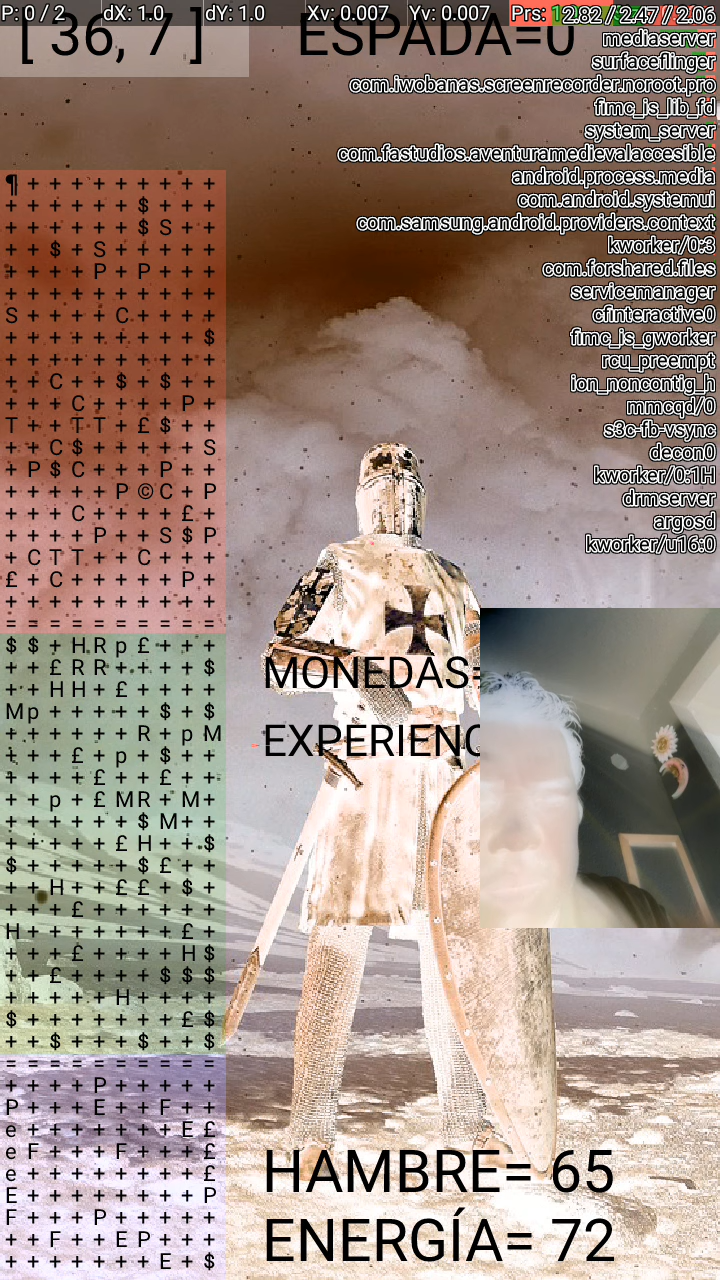 P: 0 / 2 dX: 1.0 dY: 1.0 Xv: 0.007 Yv: 0.007 Prs: 2.82 / 2.47 / 2.06
[ 36, 7 ] ESPADA=0
mediaserver
surfaceflinger
com.iwobanas.screenrecorder.noroot.pro
fimc_is_lib_fd
system_server
com.fastudios.aventuramedievalaccesible
android.process.media
com.android.systemui
com.samsung.android.providers.context
kworker/0:3
com.forshared.files
servicemanager
cfinteractive0
fimc_is_gworker
rcu_preempt
ion_noncontig_h
mmcqd/0
s3c-fb-vsync
decon0
kworker/0:1H
drmserver
argosd
kworker/u16:0
¶ + + + + + + + + +
+ + + + + + $ + + +
+ + + + + + $ S + +
+ + $ + S + + + + +
+ + + + P + P + + +
+ + + + + + + + + +
S + + + + C + + + +
+ + + + + + + + + $
+ + + + + + + + + +
+ + C + + $ + $ + +
+ + + C + + + + P +
T + + T T + £ $ + +
+ + C $ + + + + + S
+ P $ C + + + P + +
+ + + + + P © C + P
+ + + C + + + + £ +
+ + + + P + + S $ P
+ C T T + + C + + +
£ + C + + + + + P +
+ + + + + + + + + +
= = = = = = = = = =
$ $ + H R p £ + + +
+ + £ R R + + + + $
+ + H H + £ + + + +
M p + + + + + $ + $
+ + + + + + R + p M
+ + + £ + p + $ + +
+ + + + £ + + £ + +
+ + p + £ M R + M +
+ + + + + + $ M + +
+ + + + + £ H + + $
$ + + + + + $ £ + +
+ + H + + £ £ + $ +
+ + + £ + + + + + +
H + + + + + + + £ +
+ + + £ + + + + H $
+ + £ + + + + $ $ $
+ + + + + H + + + +
$ + + + + + + + £ $
+ + $ + + + $ + + $
= = = = = = = = = =
+ + + + P + + + + +
P + + + E + + F + +
e + + + + + + + E £
e F + + + F + + + £
e + + + + + + + + £
E + + + + + + + + P
F + + + P + + + + +
+ + F + + E P + + +
+ + + + + + + E + $
MONEDAS=
EXPERIENC
HAMBRE= 65
ENERGÍA= 72